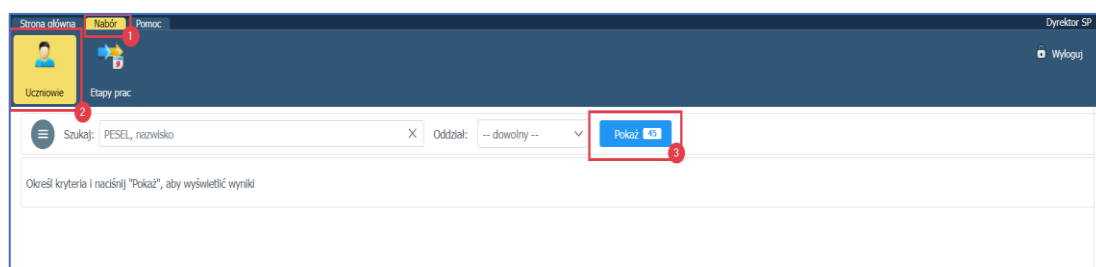 Strona główna Nabór Pomoc Dyrektor SP
1
Wyloguj
Uczniowie Etapy prac
2
Szukaj: PESEL, nazwisko X Oddział: -- dowolny -- Pokaż 45
3
Określ kryteria i naciśnij "Pokaż", aby wyświetlić wyniki